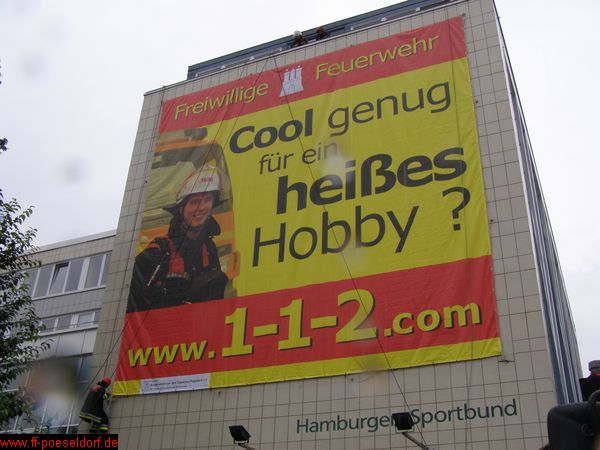 Freiwillige Feuerwehr
Cool genug
für ein
heißes
Hobby ?
www.1-1-2.com
Hamburger Sportbund
www.ff-poeseldorf.de